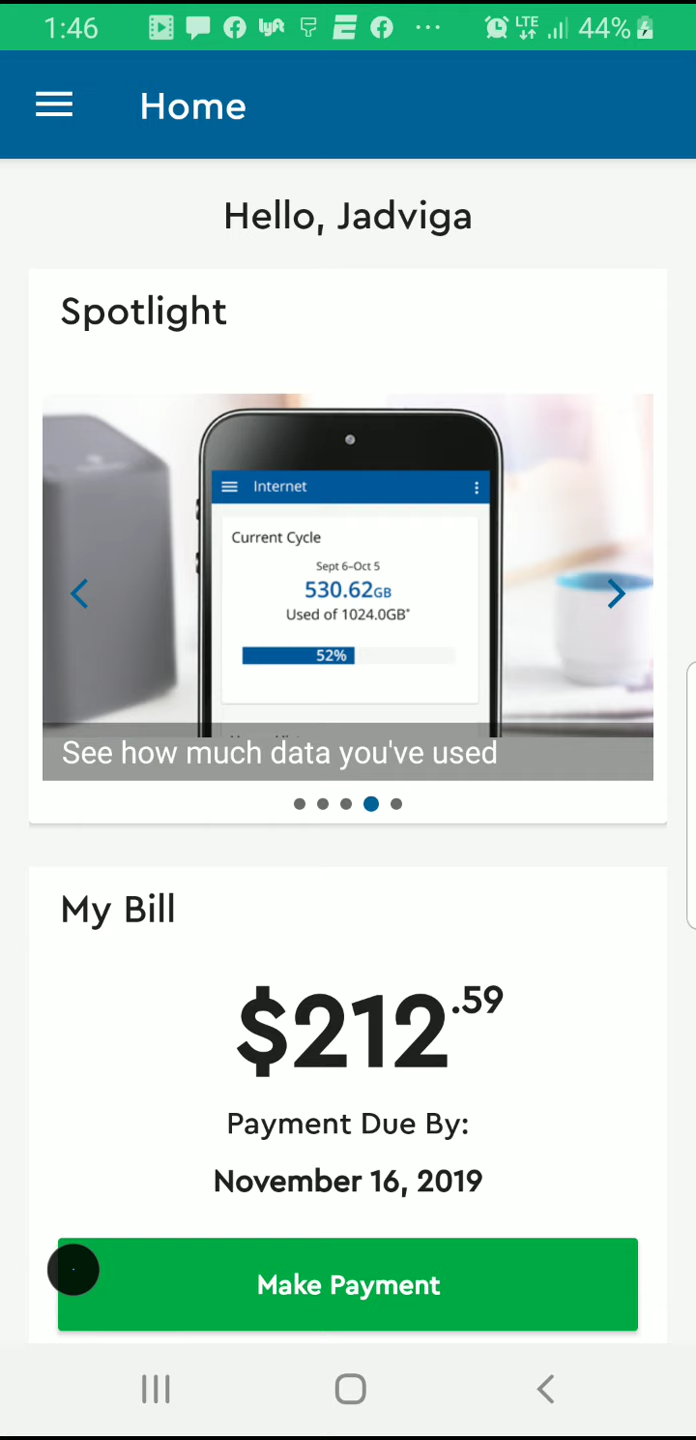 1:46 lyft LTE 44%
Home
Hello, Jadviga
Spotlight
Internet
Current Cycle
Sept 6-Oct 5
530.62GB
Used of 1024.0GB*
52%
See how much data you've used
My Bill
$212.59
Payment Due By:
November 16, 2019
Make Payment